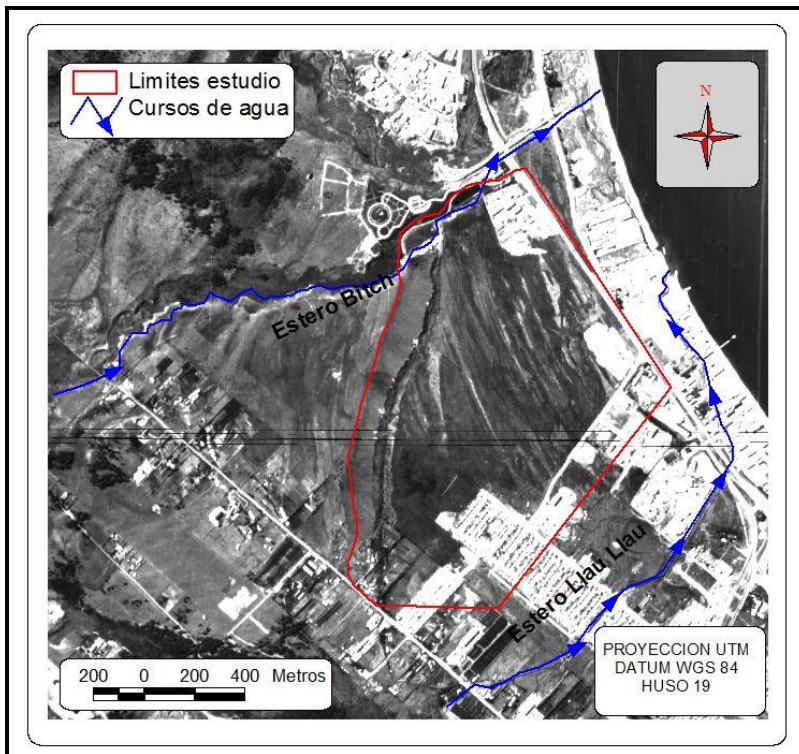 Limites estudio
Cursos de agua
N
Estero Bitch
Estero Llau Llau
200 0 200 400 Metros
PROYECCION UTM
DATUM WGS 84
HUSO 19